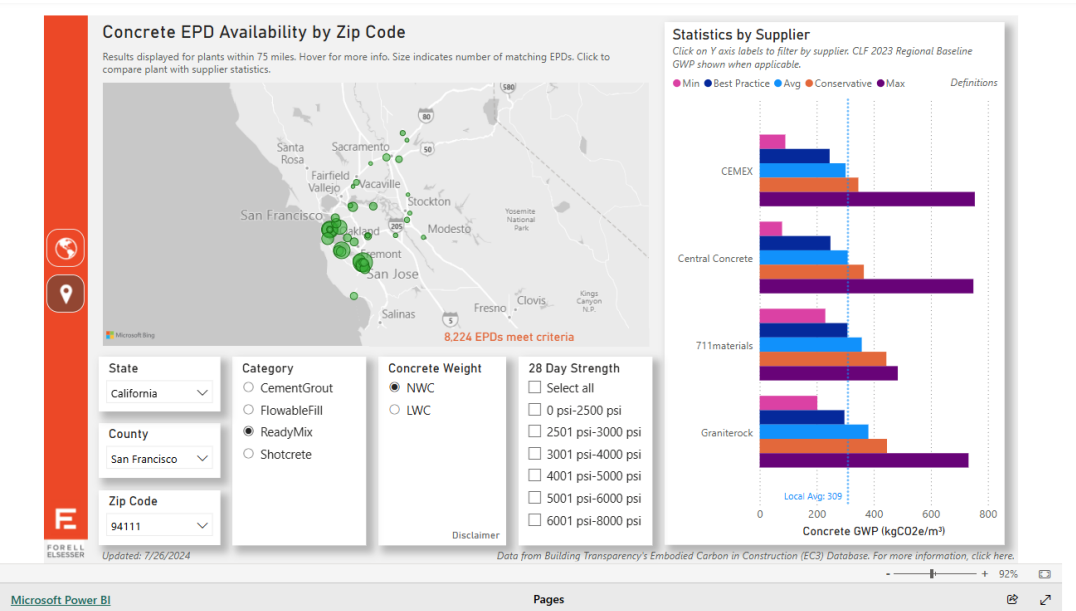 Concrete EPD Availability by Zip Code
Results displayed for plants within 75 miles. Hover for more info. Size indicates number of matching EPDs. Click to
compare plant with supplier statistics.
580
80
Santa
Rosa
Sacramento
50
Fairfield
Vallejo
Vacaville
Stockton
San Francisco
akland
205
Modesto
Yosemite
National
Park
Fremont
San Jose
Salinas
5
Fresno
Clovis
Kings
Canyon
N.P.
Microsoft Bing
8,224 EPDs meet criteria
State
California
County
San Francisco
Zip Code
94111
Category
CementGrout
FlowableFill
ReadyMix
Shotcrete
Concrete Weight
NWC
LWC
Disclaimer
28 Day Strength
Select all
0 psi-2500 psi
2501 psi-3000 psi
3001 psi-4000 psi
4001 psi-5000 psi
5001 psi-6000 psi
6001 psi-8000 psi
Statistics by Supplier
Click on Y axis labels to filter by supplier. CLF 2023 Regional Baseline
GWP shown when applicable.
Min Best Practice Avg Conservative Max Definitions
CEMEX
Central Concrete
711materials
Graniterock
Local Avg: 309
0 200 400 600 800
Concrete GWP (kgCO2e/m³)
FORELL
ELSESSER
Updated: 7/26/2024
Data from Building Transparency's Embodied Carbon in Construction (EC3) Database. For more information, click here.
- + 92%
Microsoft Power BI
Pages